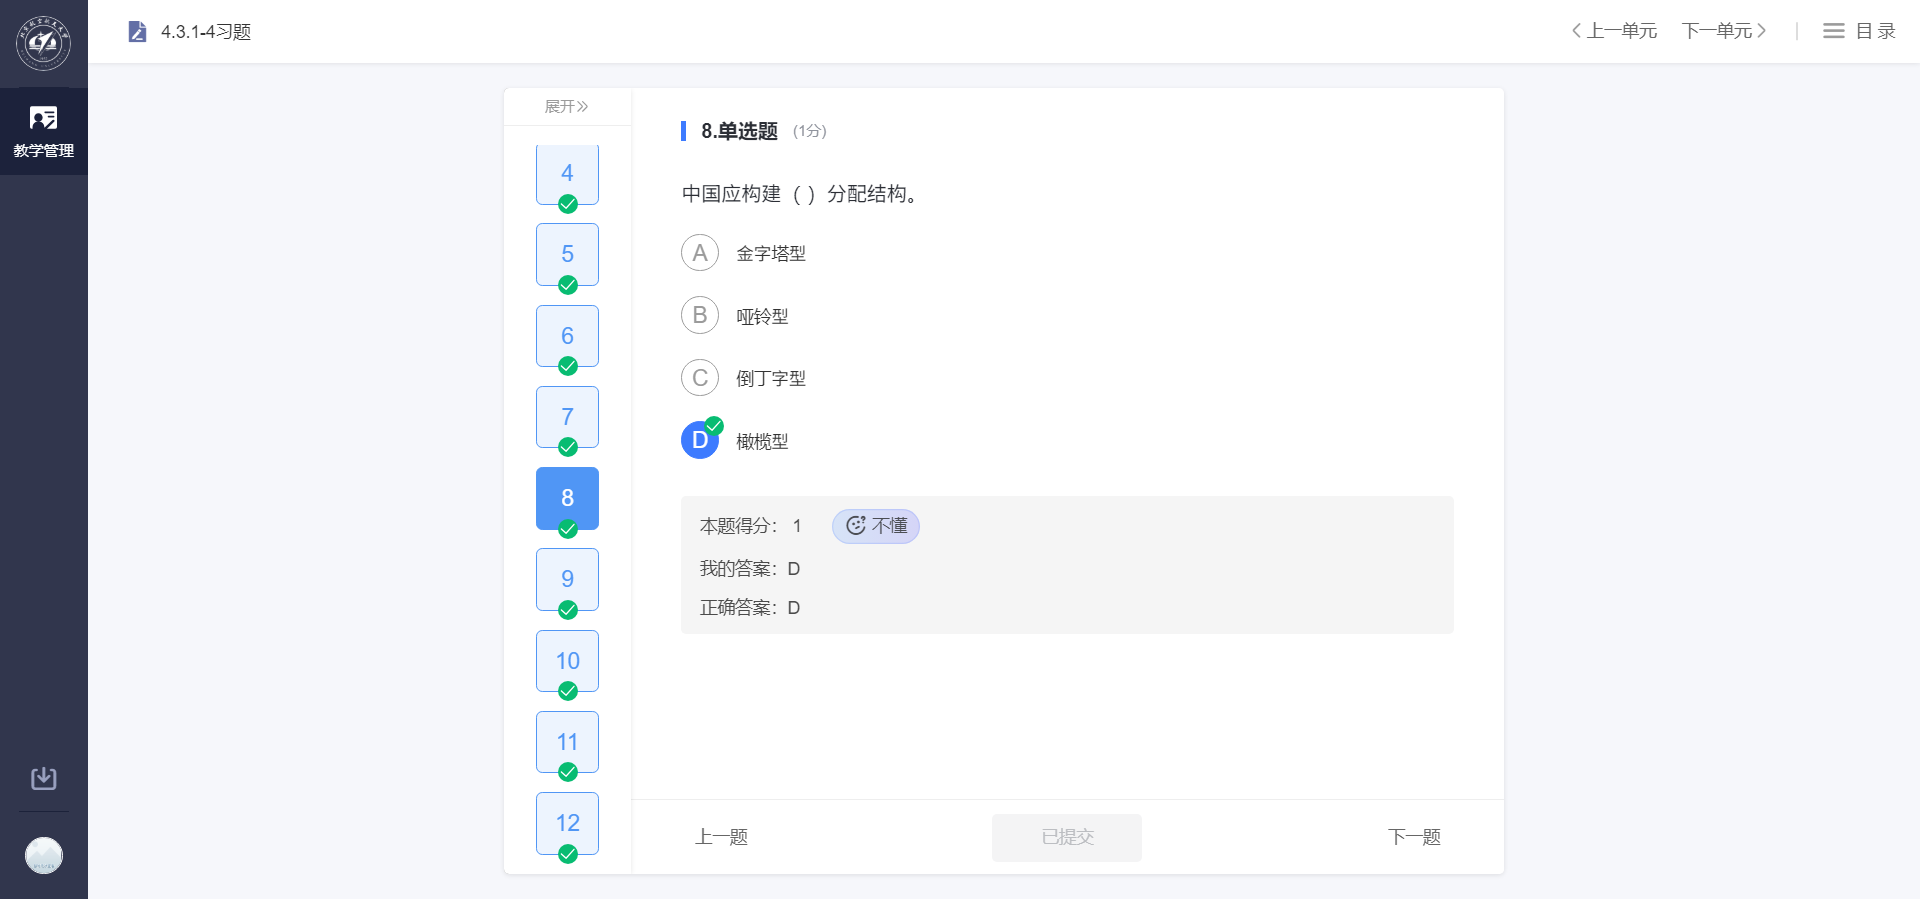 4.3.1-4习题
上一单元
下一单元
目录
教学管理
展开
4
5
6
7
8
9
10
11
12
8.单选题 (1分)
中国应构建（ ）分配结构。
A 金字塔型
B 哑铃型
C 倒丁字型
D 橄榄型
本题得分： 1 不懂
我的答案：D
正确答案：D
上一题
已提交
下一题